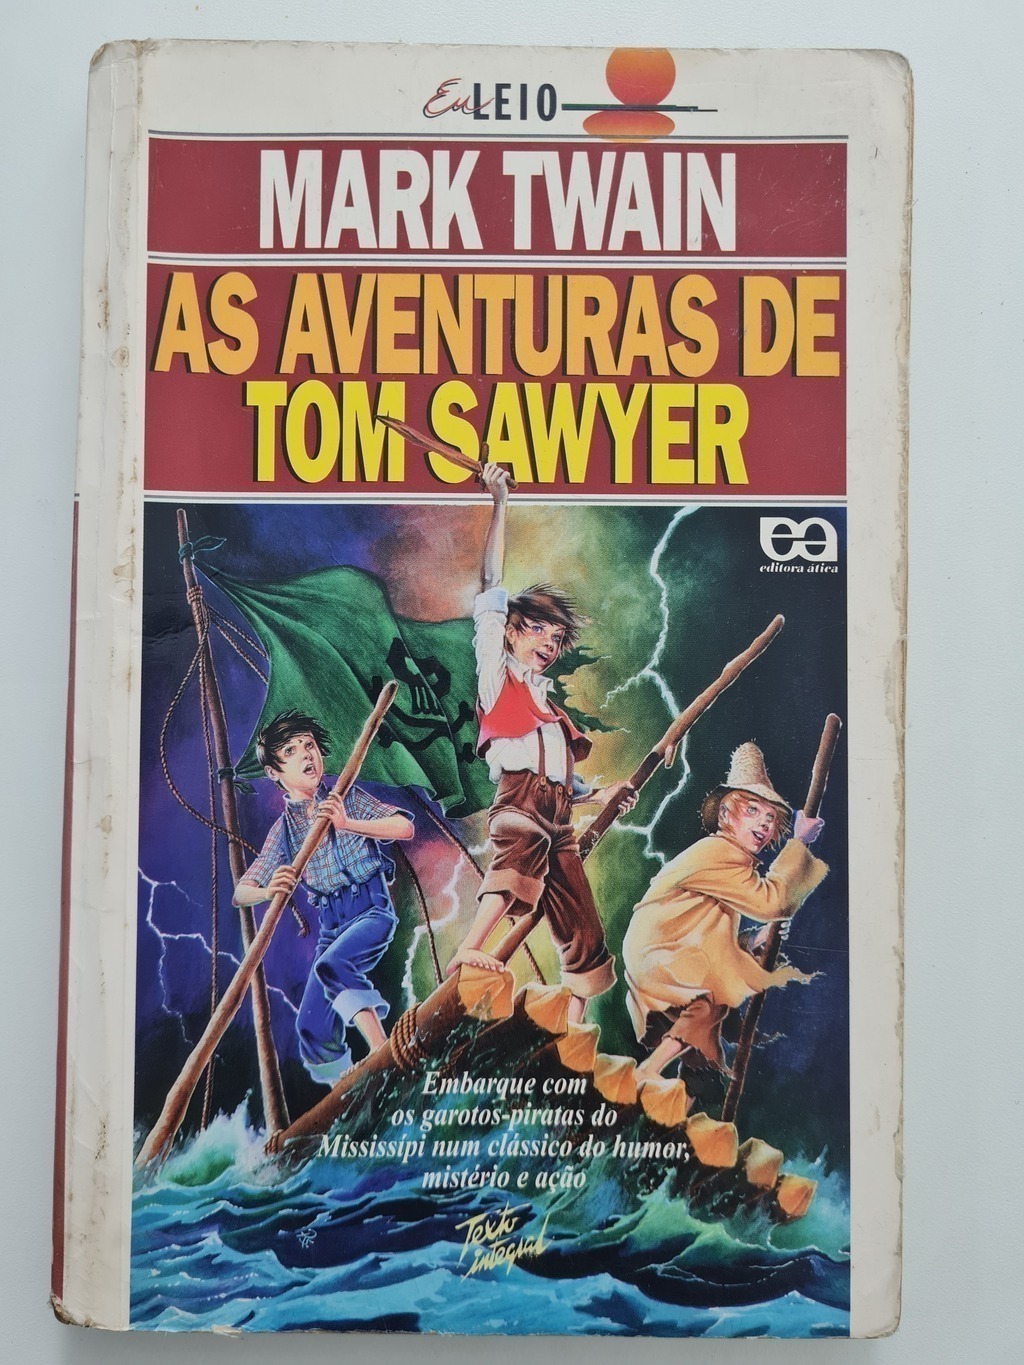 Eu LEIO
MARK TWAIN
AS AVENTURAS DE
TOM SAWYER
editora ática
Embarque com
os garotos-piratas do
Mississípi num clássico do humor,
mistério e ação
Texto
integral